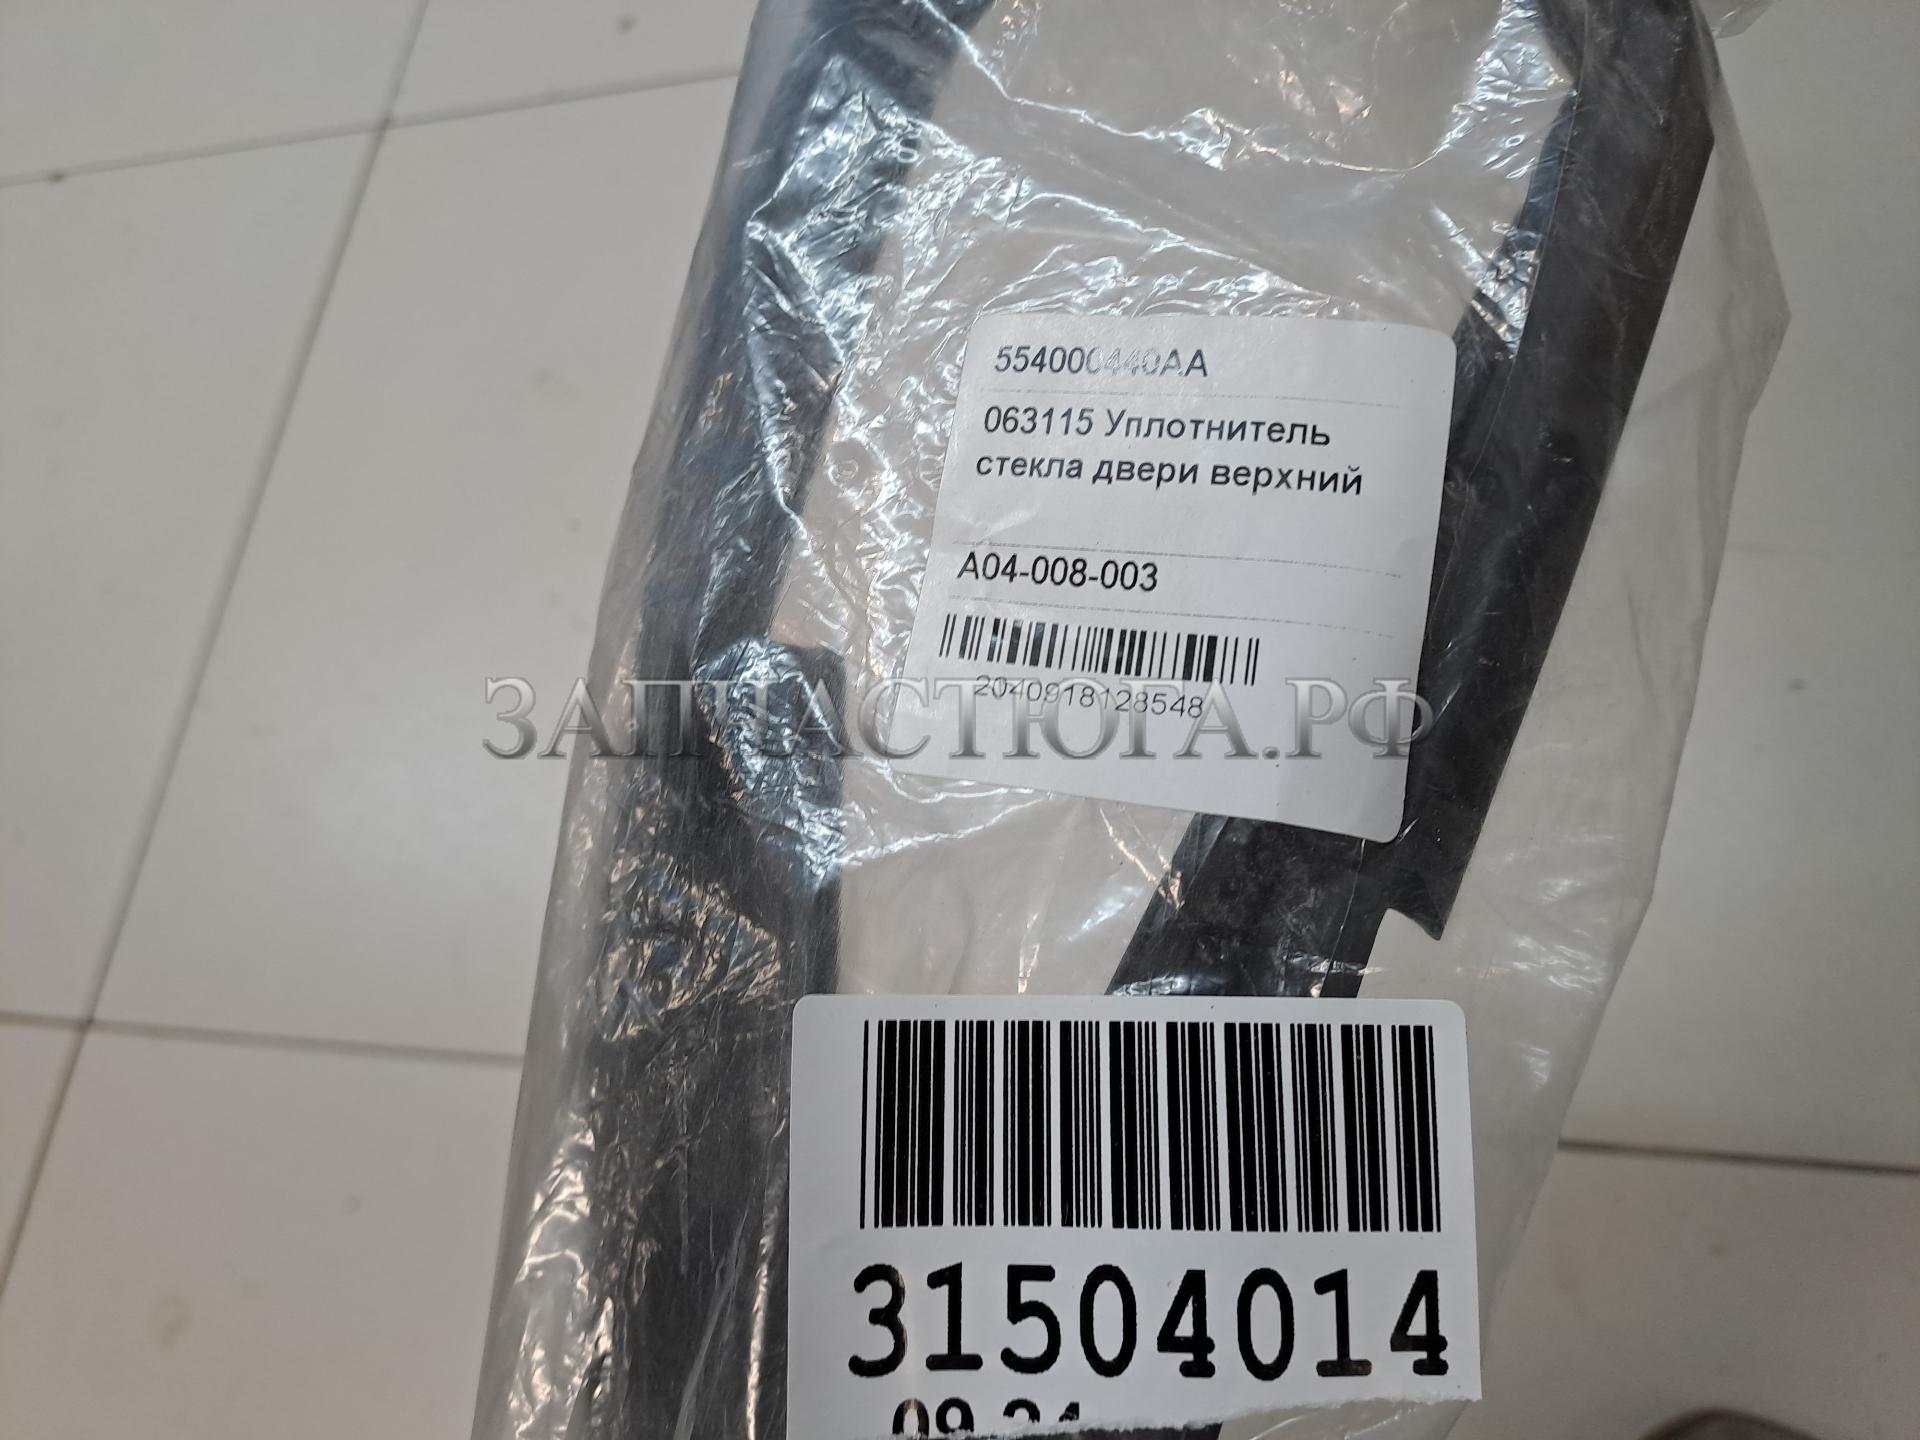 554000440AA
063115 Уплотнитель
стекла двери верхний
A04-008-003
2040918128548
ЗАПЧАСТЮГА.РФ
31504014